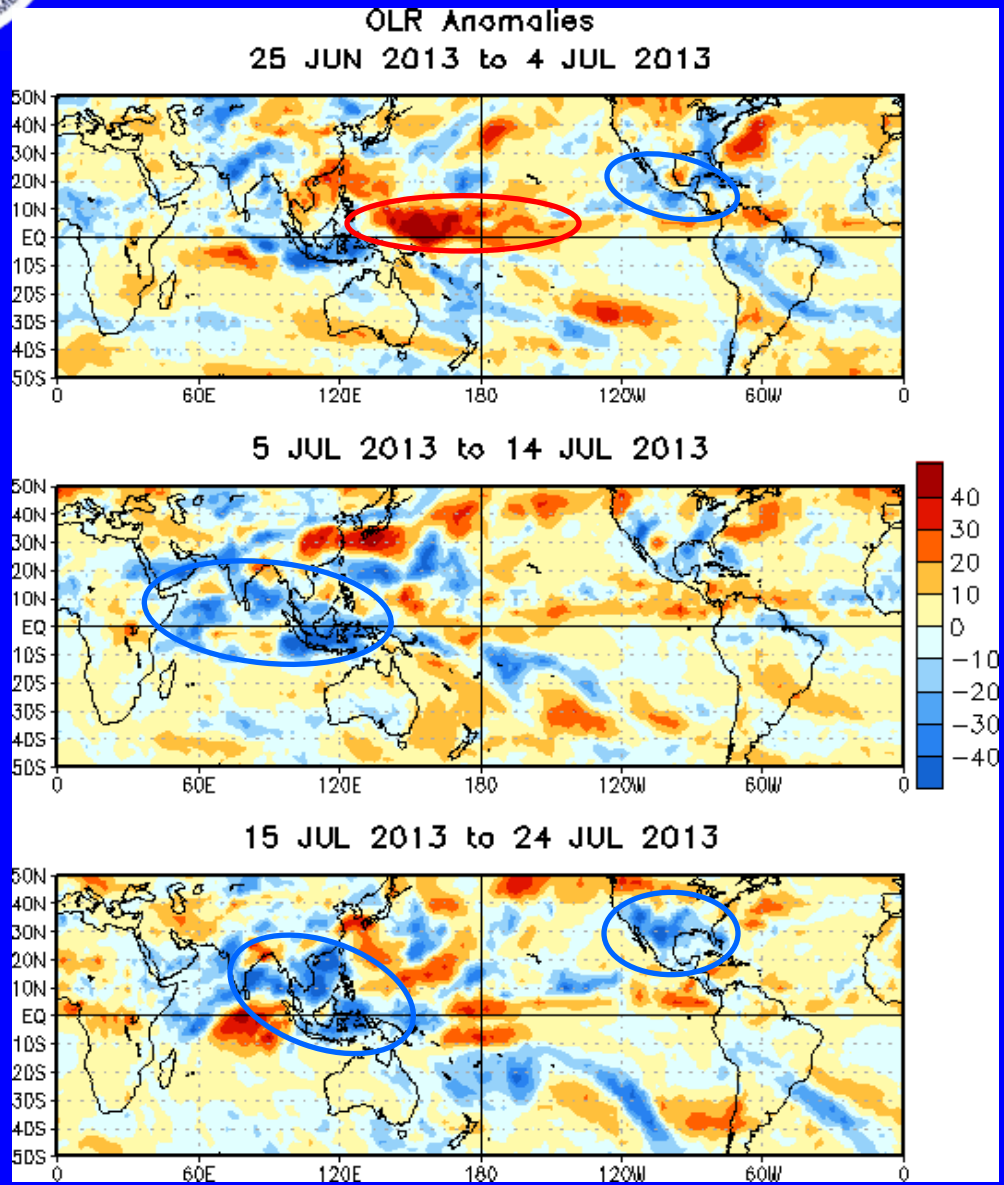 OLR Anomalies
25 JUN 2013 to 4 JUL 2013
50N
40N
30N
20N
10N
EQ
10S
20S
30S
40S
50S
0 60E 120E 180 120W 60W 0
5 JUL 2013 to 14 JUL 2013
50N
40N
30N
20N
10N
EQ
10S
20S
30S
40S
50S
0 60E 120E 180 120W 60W 0
40
30
20
10
0
−10
−20
−30
−40
15 JUL 2013 to 24 JUL 2013
50N
40N
30N
20N
10N
EQ
10S
20S
30S
40S
50S
0 60E 120E 180 120W 60W 0